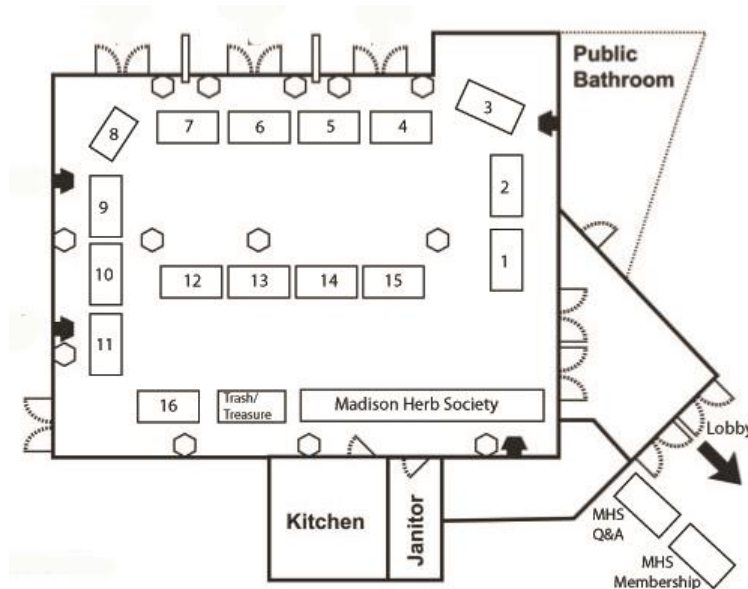 Public
Bathroom
3
8
7
6
5
4
2
9
1
10
12
13
14
15
11
16
Trash/
Treasure
Madison Herb Society
Lobby
Kitchen
Janitor
MHS
Q&A
MHS
Membership